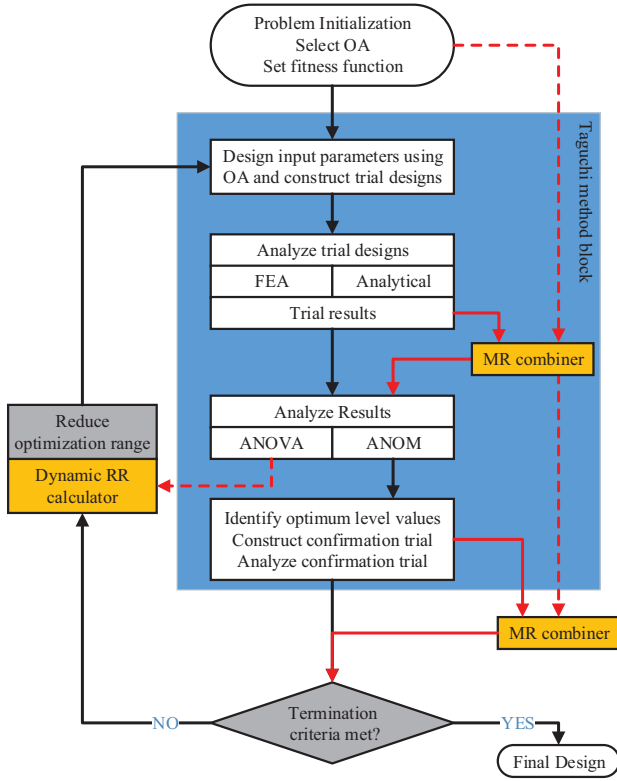 Problem Initialization
Select OA
Set fitness function
Taguchi method block
Design input parameters using
OA and construct trial designs
Analyze trial designs
FEA
Analytical
Trial results
MR combiner
Analyze Results
ANOVA
ANOM
Reduce
optimization range
Dynamic RR
calculator
Identify optimum level values
Construct confirmation trial
Analyze confirmation trial
MR combiner
NO
Termination
criteria met?
YES
Final Design